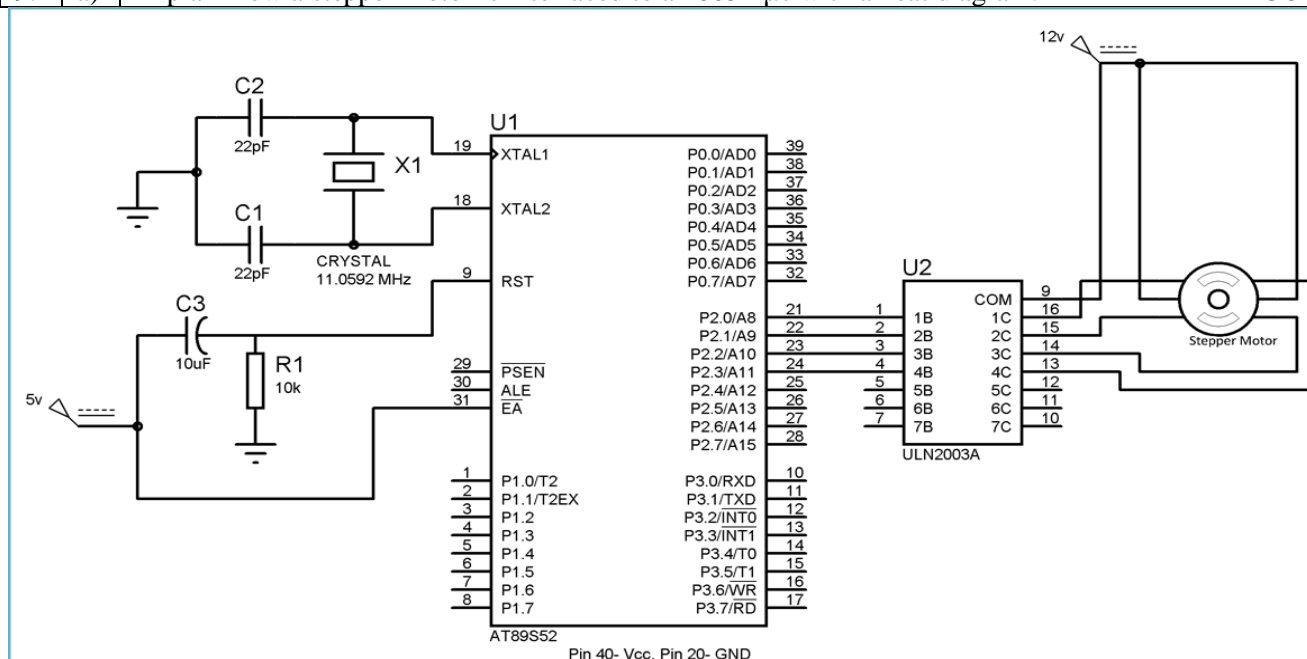 12v
C2
22pF
X1
C1
22pF
CRYSTAL
11.0592 MHz
C3
10uF
R1
10k
5v
U1
19 XTAL1
18 XTAL2
9 RST
29 PSEN
30 ALE
31 EA
1 P1.0/T2
2 P1.1/T2EX
3 P1.2
4 P1.3
5 P1.4
6 P1.5
7 P1.6
8 P1.7
P0.0/AD0 39
P0.1/AD1 38
P0.2/AD2 37
P0.3/AD3 36
P0.4/AD4 35
P0.5/AD5 34
P0.6/AD6 33
P0.7/AD7 32
P2.0/A8 21
P2.1/A9 22
P2.2/A10 23
P2.3/A11 24
P2.4/A12 25
P2.5/A13 26
P2.6/A14 27
P2.7/A15 28
P3.0/RXD 10
P3.1/TXD 11
P3.2/INT0 12
P3.3/INT1 13
P3.4/T0 14
P3.5/T1 15
P3.6/WR 16
P3.7/RD 17
AT89S52
Pin 40- Vcc, Pin 20- GND
U2
COM 9
1 1B 1C 16
2 2B 2C 15
3 3B 3C 14
4 4B 4C 13
5 5B 5C 12
6 6B 6C 11
7 7B 7C 10
ULN2003A
Stepper Motor